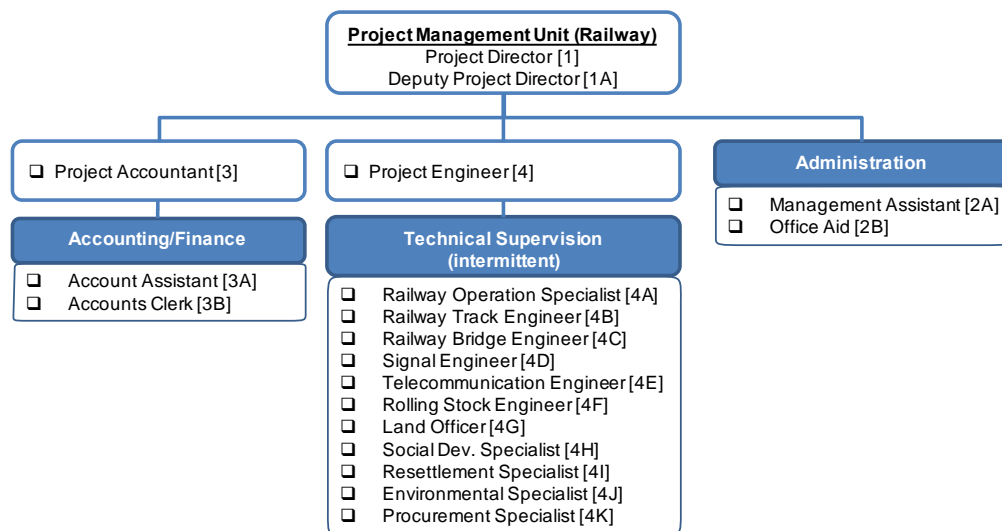 Project Management Unit (Railway)
Project Director [1]
Deputy Project Director [1A]
❑ Project Accountant [3]
❑ Project Engineer [4]
Administration
❑ Management Assistant [2A]
❑ Office Aid [2B]
Accounting/Finance
❑ Account Assistant [3A]
❑ Accounts Clerk [3B]
Technical Supervision
(intermittent)
❑ Railway Operation Specialist [4A]
❑ Railway Track Engineer [4B]
❑ Railway Bridge Engineer [4C]
❑ Signal Engineer [4D]
❑ Telecommunication Engineer [4E]
❑ Rolling Stock Engineer [4F]
❑ Land Officer [4G]
❑ Social Dev. Specialist [4H]
❑ Resettlement Specialist [4I]
❑ Environmental Specialist [4J]
❑ Procurement Specialist [4K]